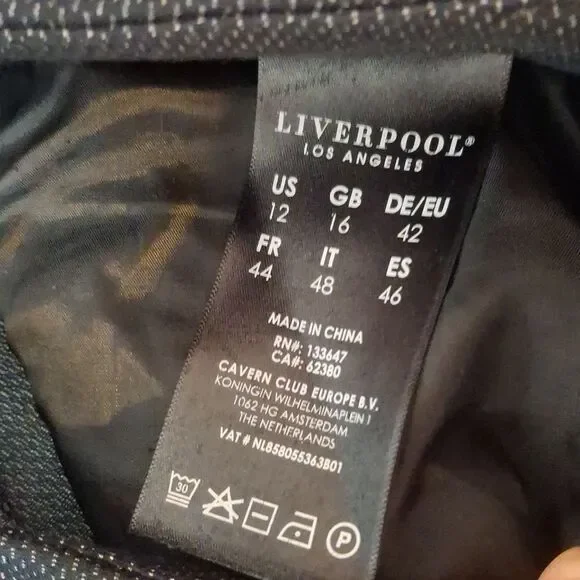 LIVERPOOL®
LOS ANGELES
US GB DE/EU
12 16 42
FR IT ES
44 48 46
MADE IN CHINA
RN#: 133647
CA#: 62380
CAVERN CLUB EUROPE B.V.
KONINGIN WILHELMINAPLEIN 1
1062 HG AMSTERDAM
THE NETHERLANDS
VAT # NL858055363B01
30 P